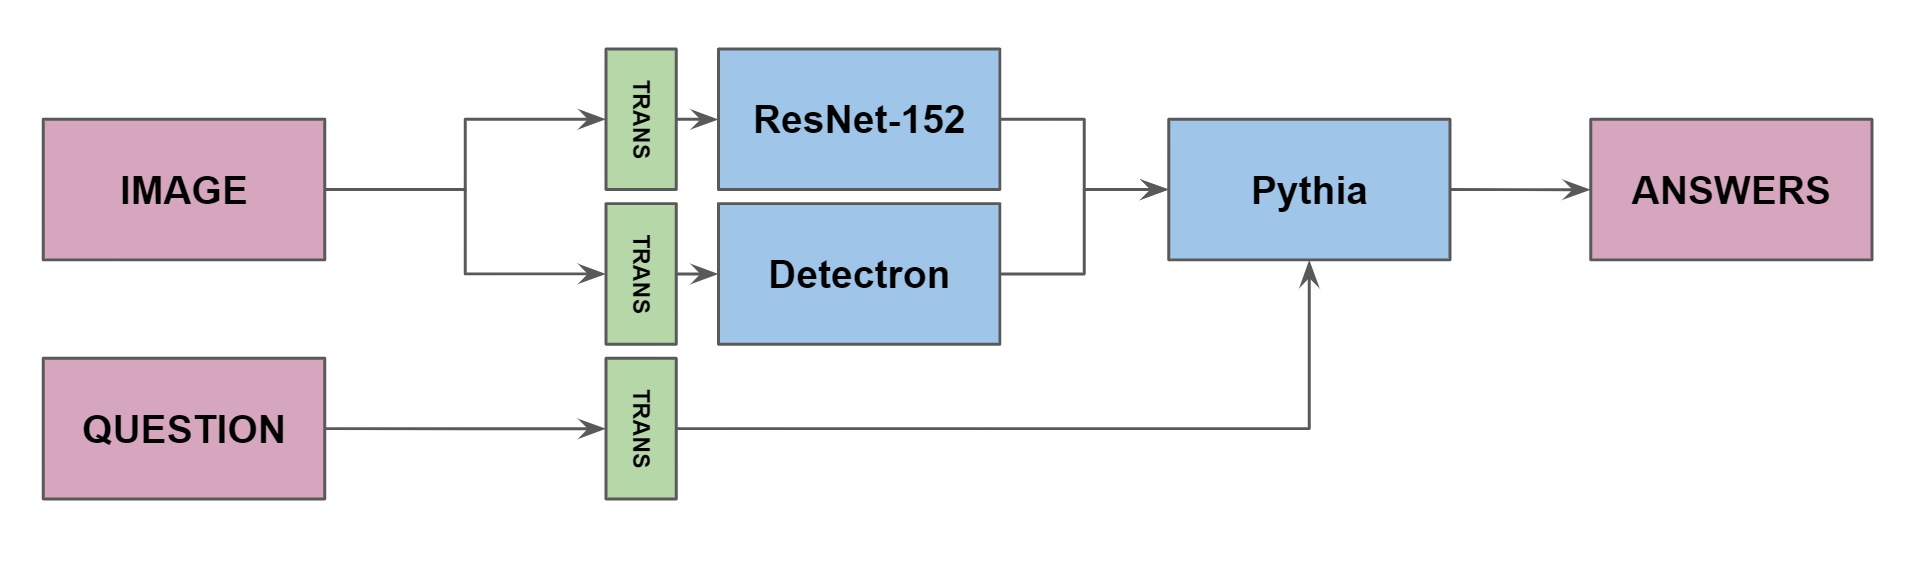 IMAGE
TRANS
ResNet-152
TRANS
Detectron
Pythia
ANSWERS
QUESTION
TRANS